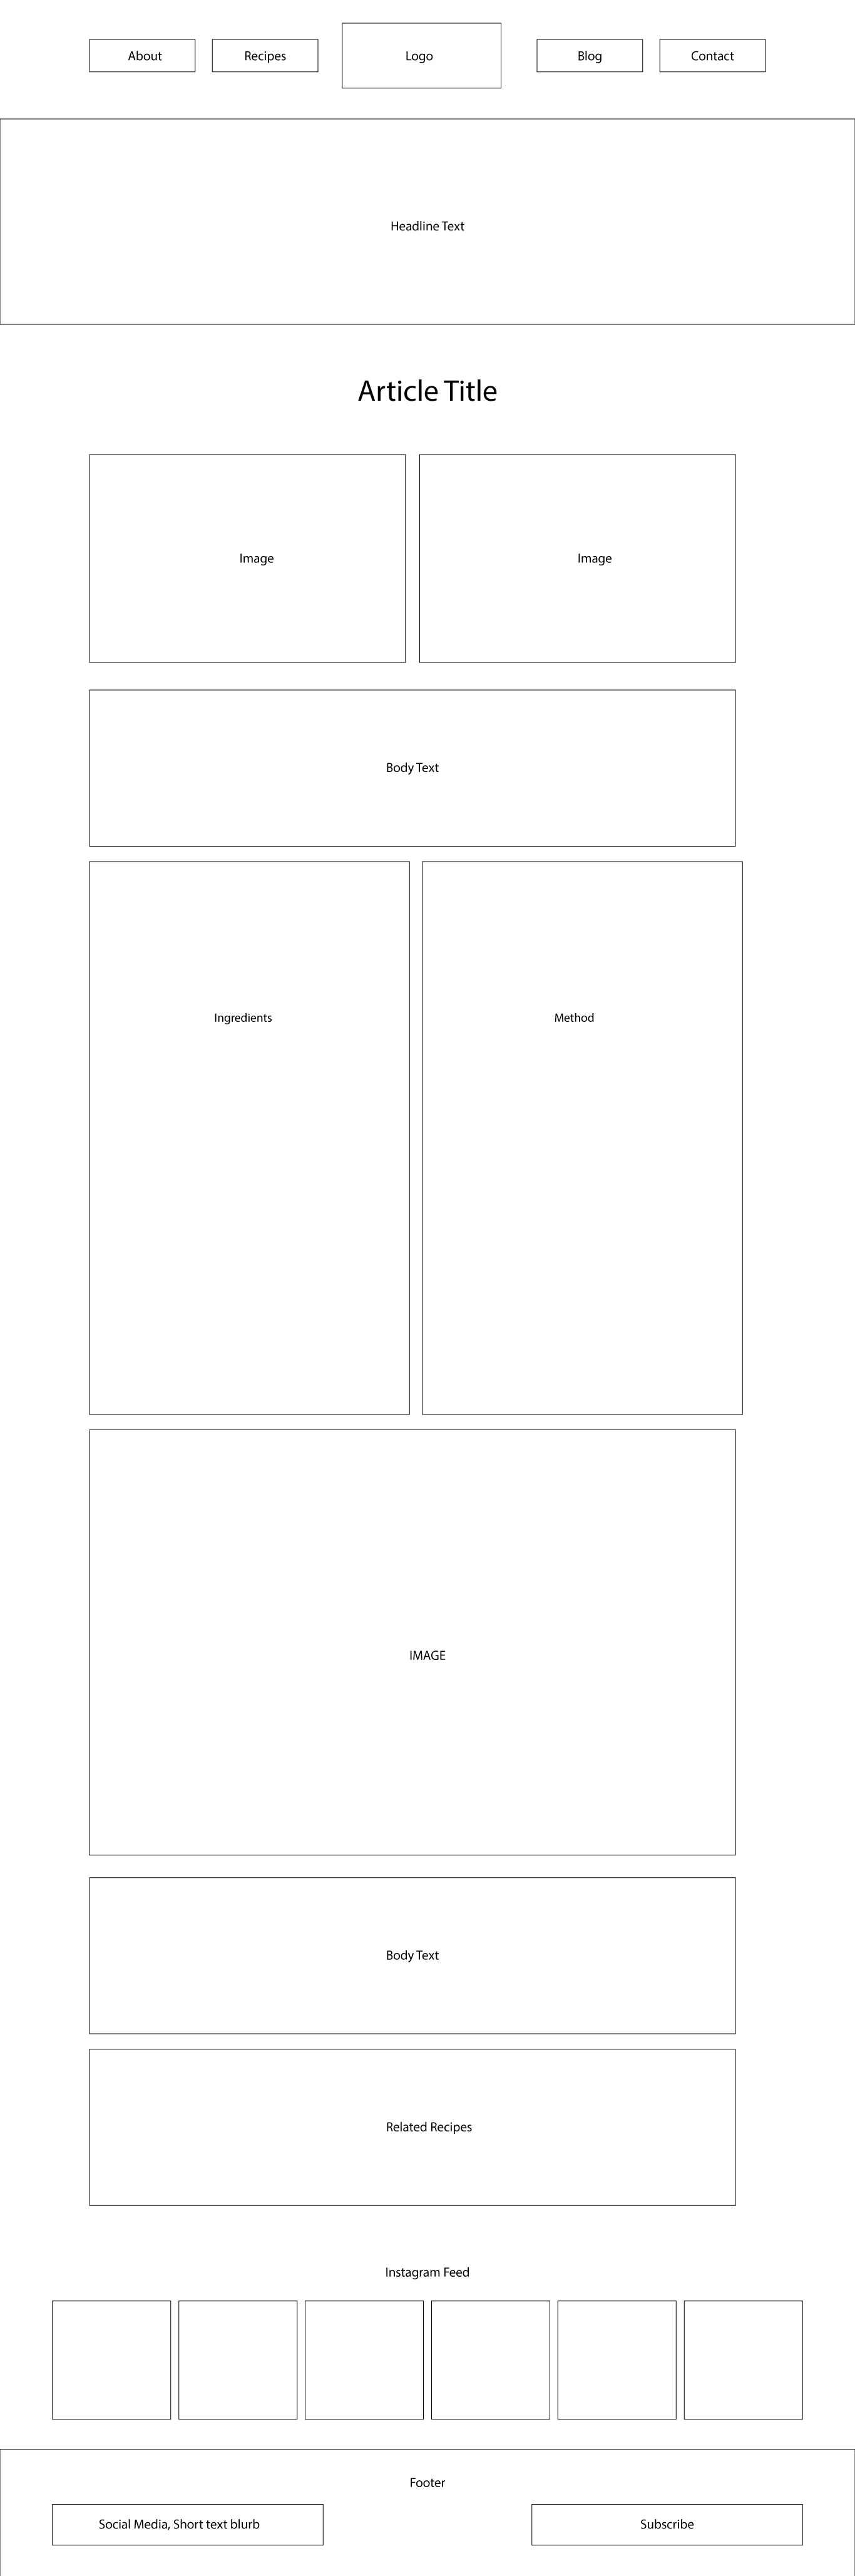 About
Recipes
Logo
Blog
Contact
Headline Text
Article Title
Image
Image
Body Text
Ingredients
Method
IMAGE
Body Text
Related Recipes
Instagram Feed
Footer
Social Media, Short text blurb
Subscribe